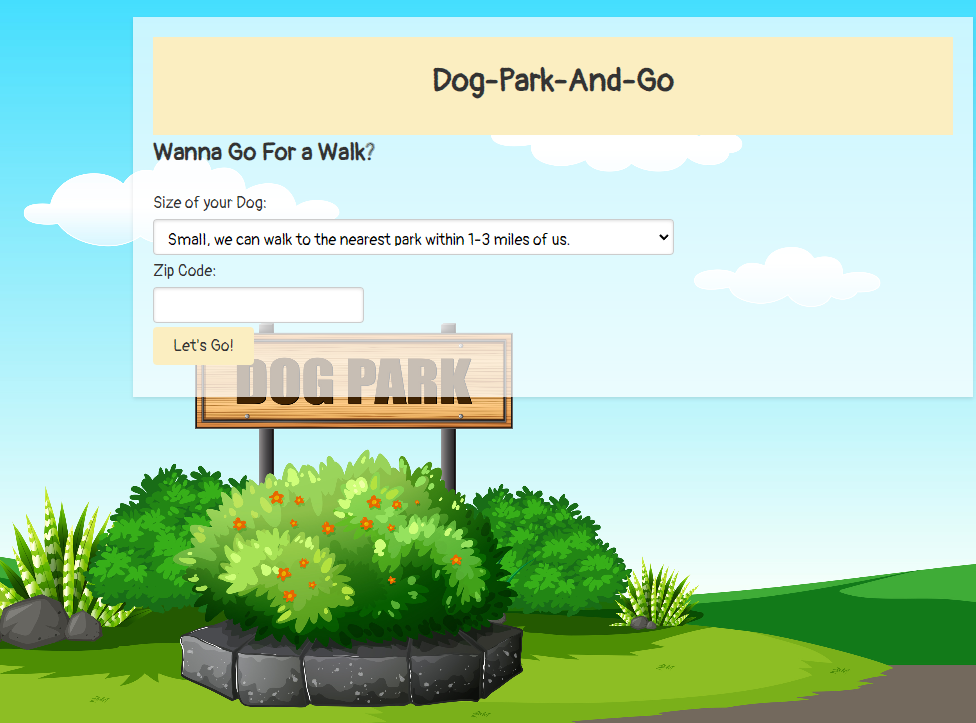 Dog-Park-And-Go
Wanna Go For a Walk?
Size of your Dog:
Small, we can walk to the nearest park within 1-3 miles of us.
Zip Code:
Let's Go!
DOG PARK